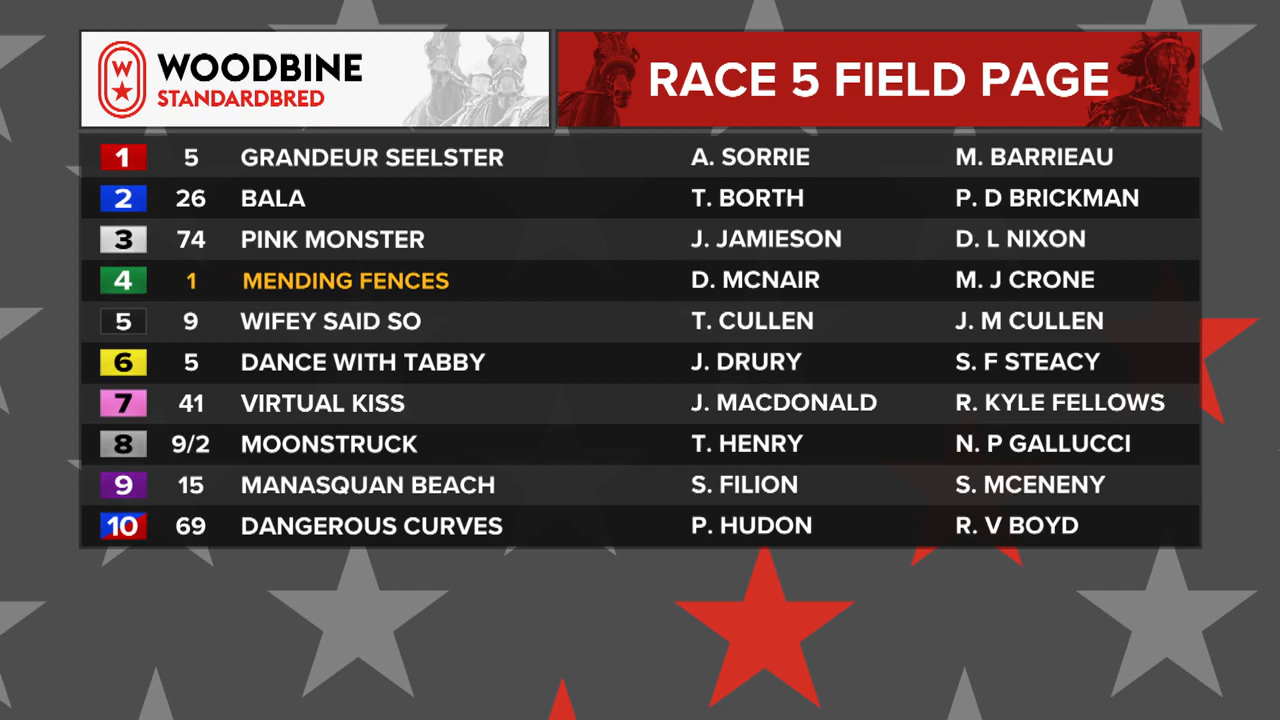 W
WOODBINE
STANDARDBRED
RACE 5 FIELD PAGE
1 5 GRANDEUR SEELSTER A. SORRIE M. BARRIEAU
2 26 BALA T. BORTH P. D BRICKMAN
3 74 PINK MONSTER J. JAMIESON D. L NIXON
4 1 MENDING FENCES D. MCNAIR M. J CRONE
5 9 WIFEY SAID SO T. CULLEN J. M CULLEN
6 5 DANCE WITH TABBY J. DRURY S. F STEACY
7 41 VIRTUAL KISS J. MACDONALD R. KYLE FELLOWS
8 9/2 MOONSTRUCK T. HENRY N. P GALLUCCI
9 15 MANASQUAN BEACH S. FILION S. MCENENY
10 69 DANGEROUS CURVES P. HUDON R. V BOYD